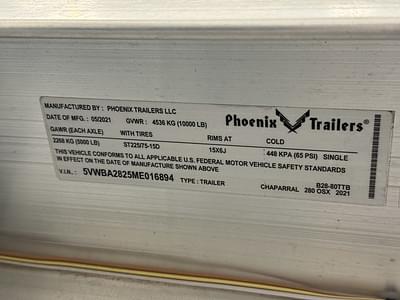 MANUFACTURED BY : PHOENIX TRAILERS LLC
DATE OF MFG. : 05/2021 GVWR : 4536 KG (10000 LB)
Phoenix Trailers®
GAWR (EACH AXLE) WITH TIRES RIMS AT COLD
2268 KG (5000 LB) ST225/75-15D 15X6J 448 KPA (65 PSI) SINGLE
THIS VEHICLE CONFORMS TO ALL APPLICABLE U.S. FEDERAL MOTOR VEHICLE SAFETY STANDARDS
IN EFFECT ON THE DATE OF MANUFACTURE SHOWN ABOVE
B28-80TTB
V.I.N. : 5VWBA2825ME016894 TYPE : TRAILER CHAPARRAL 280 OSX 2021